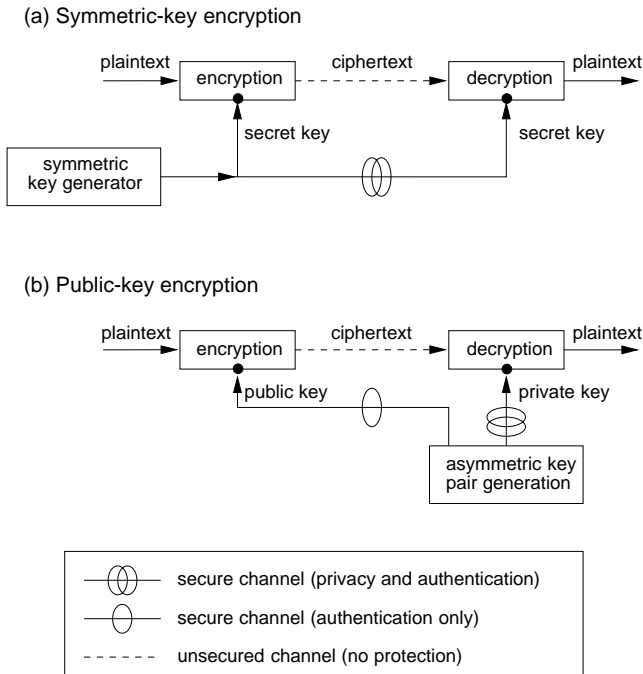 (a) Symmetric-key encryption
plaintext
encryption
ciphertext
decryption
plaintext
secret key
secret key
symmetric
key generator
(b) Public-key encryption
plaintext
encryption
ciphertext
decryption
plaintext
public key
private key
asymmetric key
pair generation
secure channel (privacy and authentication)
secure channel (authentication only)
unsecured channel (no protection)